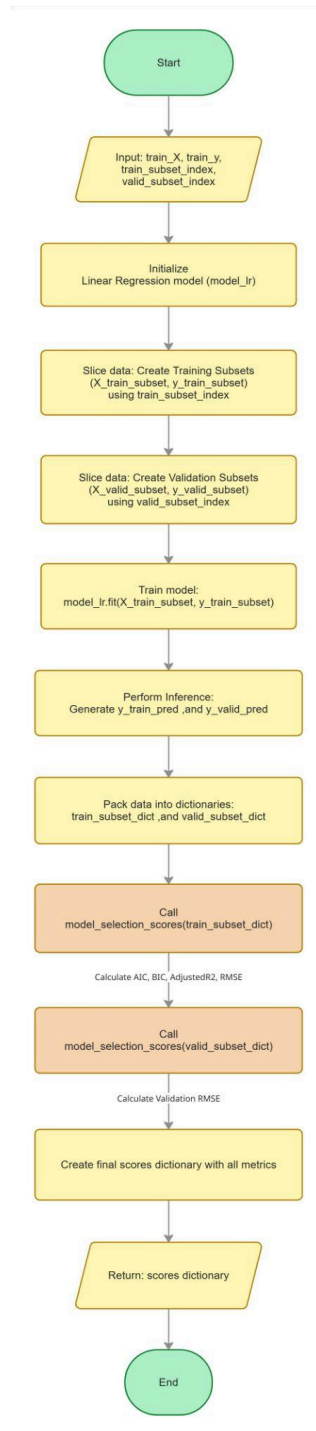 Start
Input: train_X, train_y,
train_subset_index,
valid_subset_index
Initialize
Linear Regression model (model_lr)
Slice data: Create Training Subsets
(X_train_subset, y_train_subset)
using train_subset_index
Slice data: Create Validation Subsets
(X_valid_subset, y_valid_subset)
using valid_subset_index
Train model:
model_lr.fit(X_train_subset, y_train_subset)
Perform Inference:
Generate y_train_pred ,and y_valid_pred
Pack data into dictionaries:
train_subset_dict ,and valid_subset_dict
Call
model_selection_scores(train_subset_dict)
Calculate AIC, BIC, AdjustedR2, RMSE
Call
model_selection_scores(valid_subset_dict)
Calculate Validation RMSE
Create final scores dictionary with all metrics
Return: scores dictionary
End